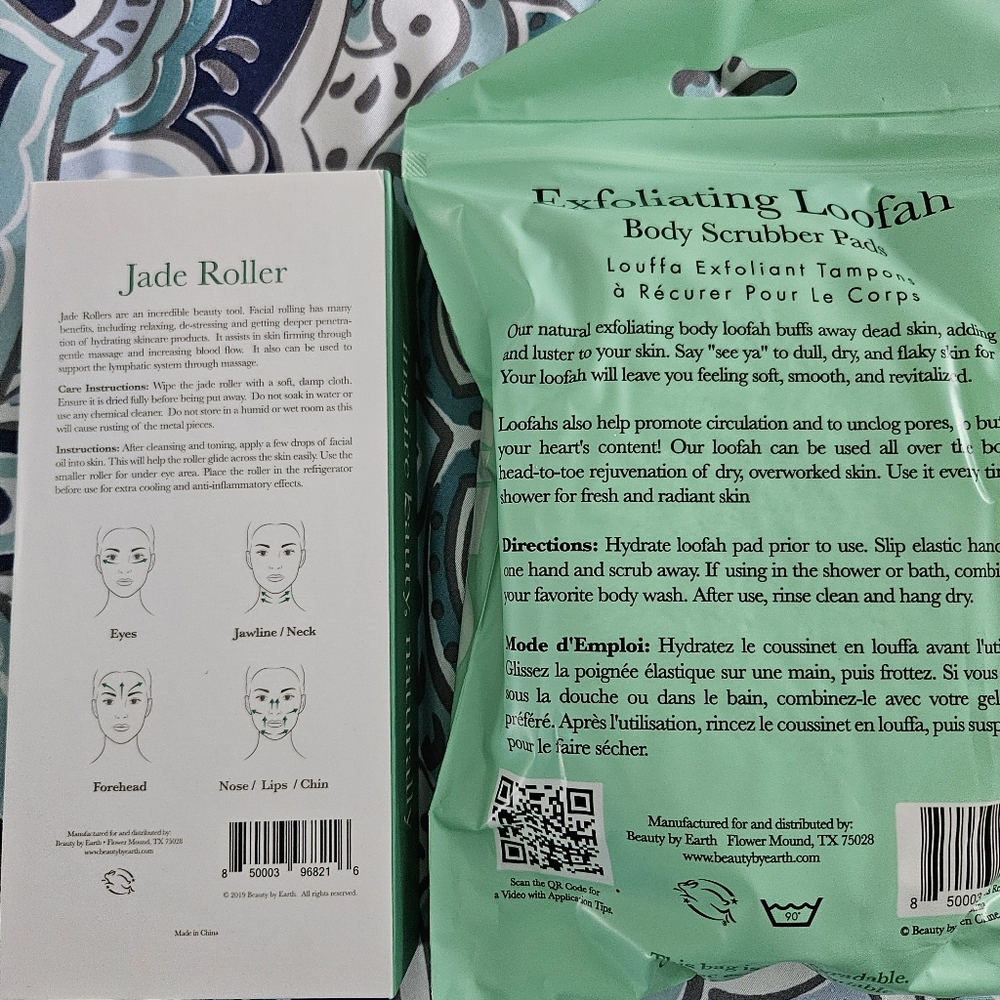 Jade Roller
Jade Rollers are an incredible beauty tool. Facial rolling has many
benefits, including relaxing, de-stressing and getting deeper penetra-
tion of hydrating skincare products. It assists in skin firming through
gentle massage and increasing blood flow. It also can be used to
support the lymphatic system through massage.
Care Instructions: Wipe the jade roller with a soft, damp cloth.
Ensure it is dried fully before being put away. Do not soak in water or
use any chemical cleaner. Do not store in a humid or wet room as this
will cause rusting of the metal pieces.
Instructions: After cleansing and toning, apply a few drops of facial
oil into skin. This will help the roller glide across the skin easily. Use the
smaller roller for under eye area. Place the roller in the refrigerator
before use for extra cooling and anti-inflammatory effects.
Eyes
Jawline / Neck
Forehead
Nose / Lips / Chin
Manufactured for and distributed by:
Beauty by Earth • Flower Mound, TX 75028
www.beautybyearth.com
8 50003 96821 6
© 2019 Beauty by Earth. All rights reserved.
Made in China
Exfoliating Loofah
Body Scrubber Pads
Louffa Exfoliant Tampons
à Récurer Pour Le Corps
Our natural exfoliating body loofah buffs away dead skin, adding
and luster to your skin. Say "see ya" to dull, dry, and flaky skin for
Your loofah will leave you feeling soft, smooth, and revitalized.
Loofahs also help promote circulation and to unclog pores, so
your heart's content! Our loofah can be used all over the
head-to-toe rejuvenation of dry, overworked skin. Use it every
shower for fresh and radiant skin
Directions: Hydrate loofah pad prior to use. Slip elastic
one hand and scrub away. If using in the shower or bath,
your favorite body wash. After use, rinse clean and hang dry.
Mode d'Emploi: Hydratez le coussinet en louffa avant
Glissez la poignée élastique sur une main, puis frottez. Si vous
sous la douche ou dans le bain, combinez-le avec votre gel
préféré. Après l'utilisation, rincez le coussinet en louffa, puis
pour le faire sécher.
Scan the QR Code for
a Video with Application Tips.
Manufactured for and distributed by:
Beauty by Earth Flower Mound, TX 75028
www.beautybyearth.com
90°
8 50003
© Beauty by
This bag is